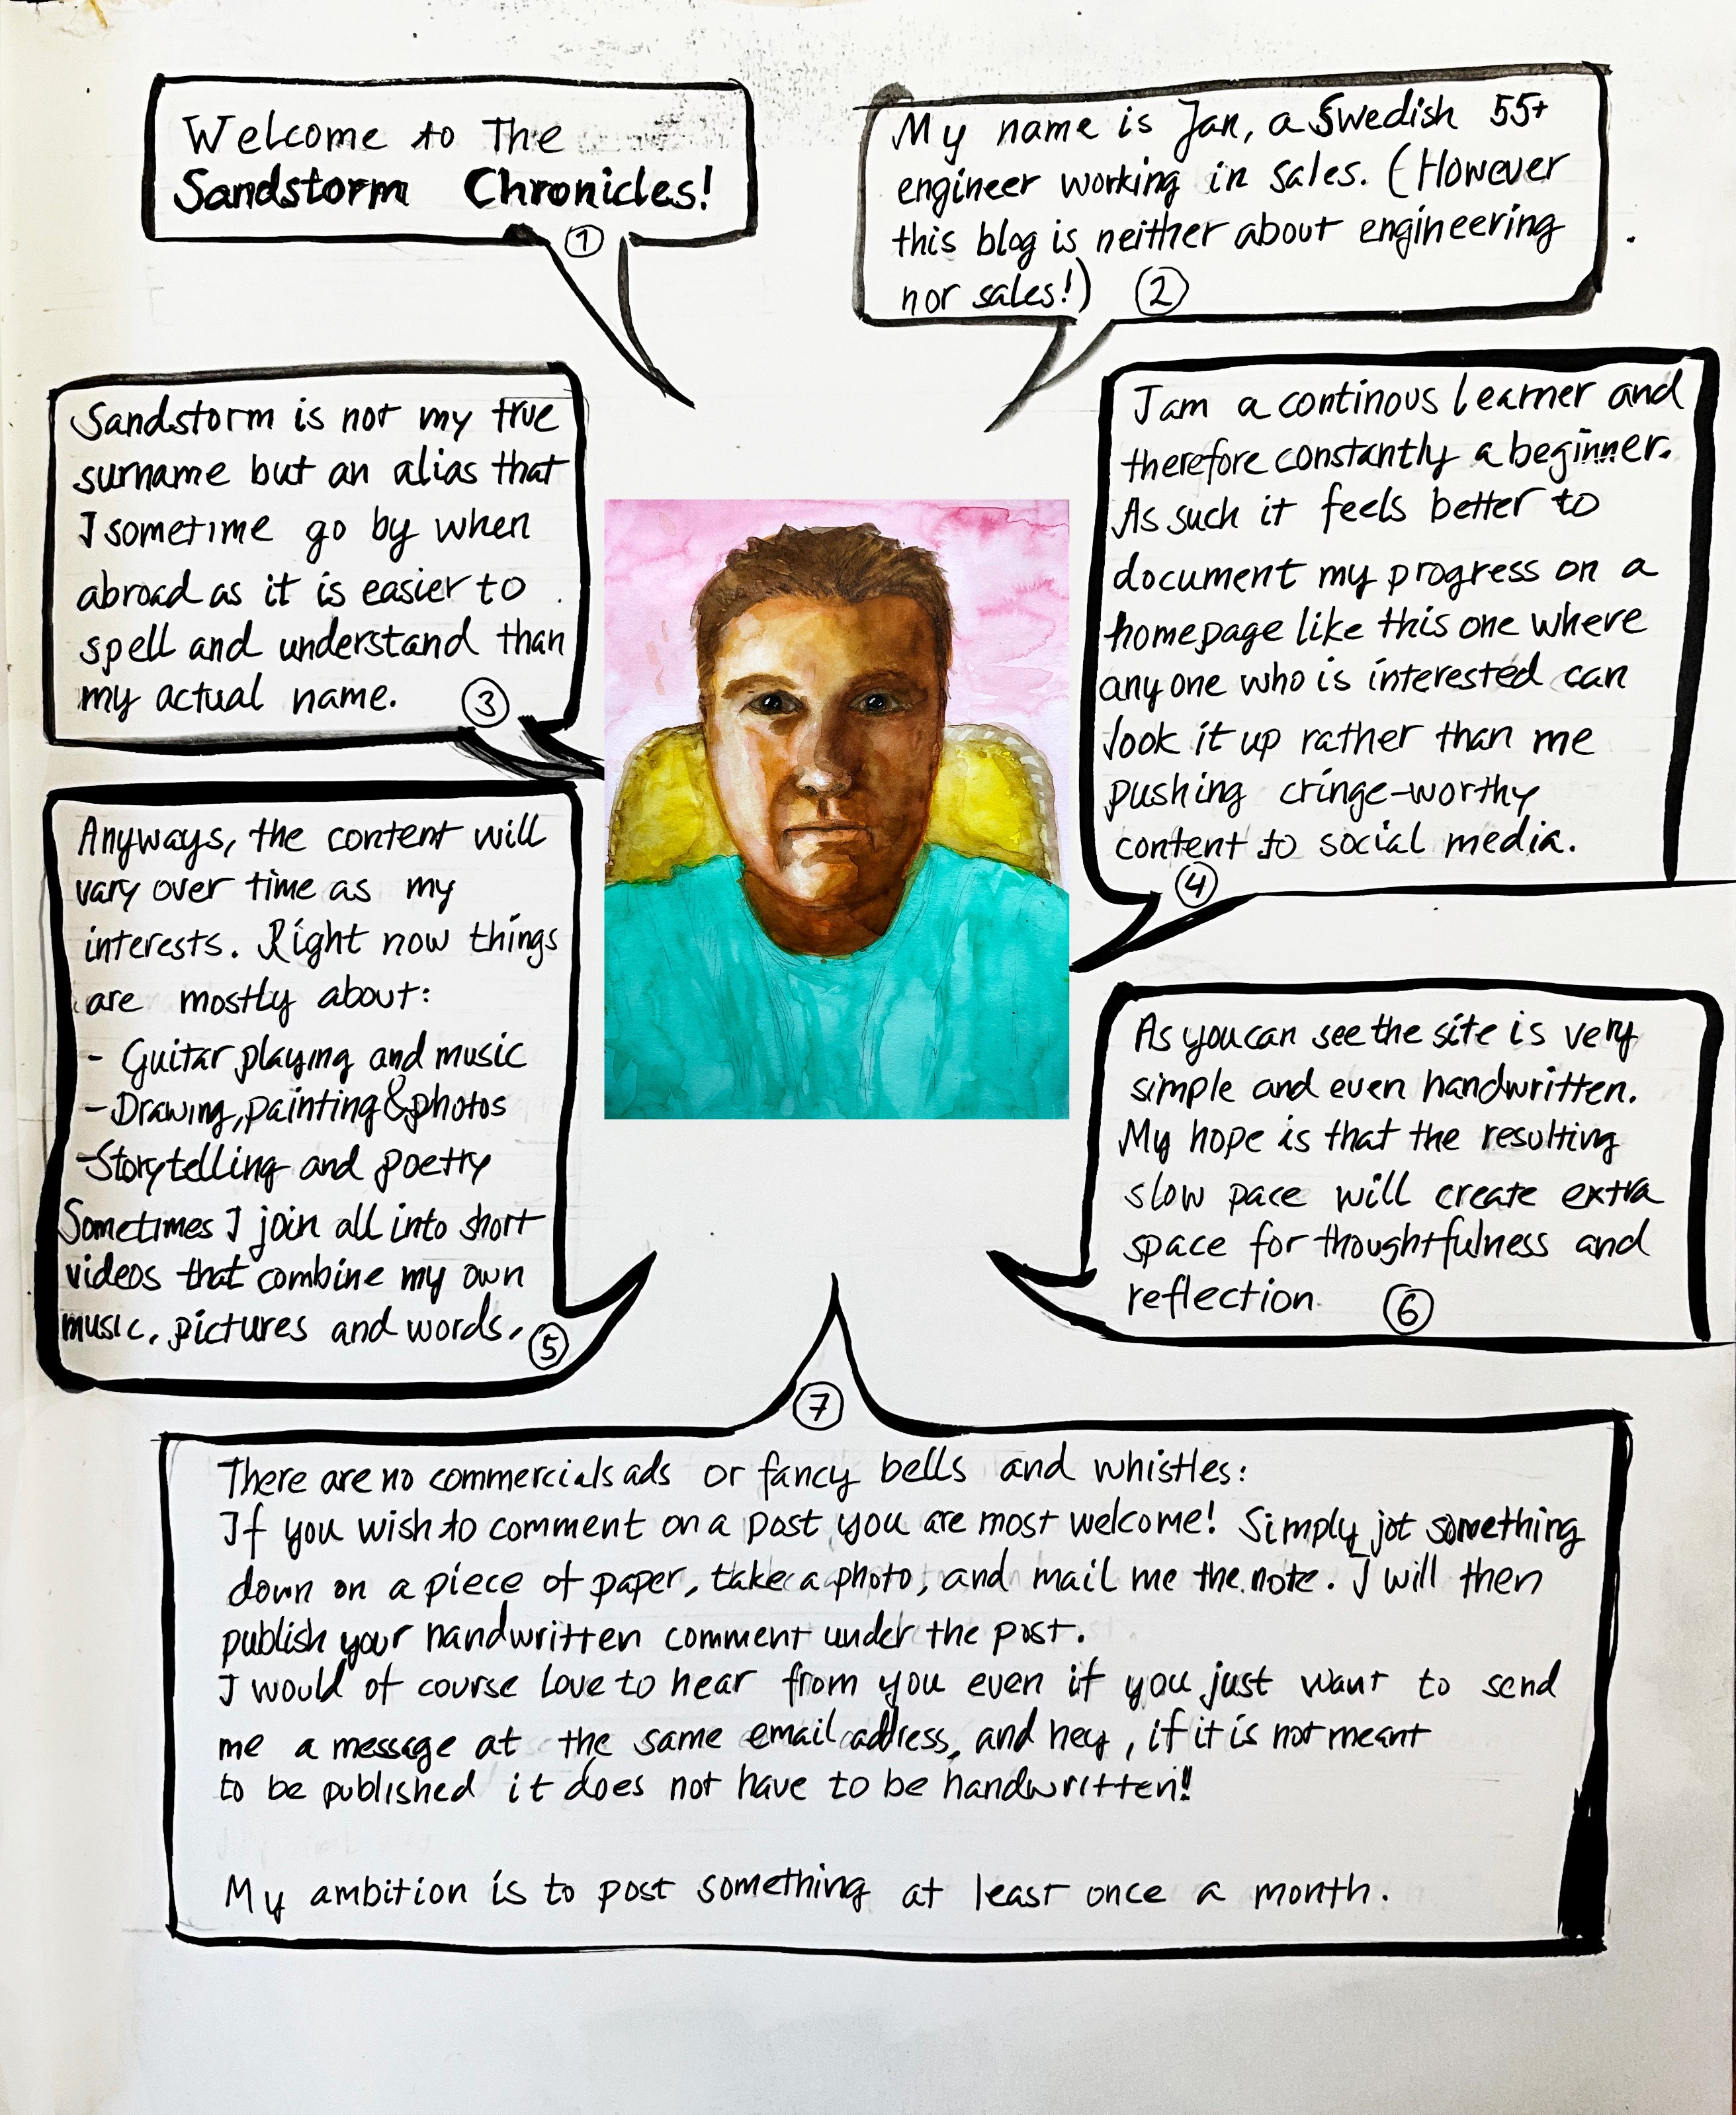 Welcome to The
Sandstorm Chronicles!
1
My name is Jan, a Swedish 55+
engineer working in sales. (However
this blog is neither about engineering
nor sales!) 2
Sandstorm is not my true
surname but an alias that
I sometime go by when
abroad as it is easier to
spell and understand than
my actual name. 3
I am a continous learner and
therefore constantly a beginner.
As such it feels better to
document my progress on a
homepage like this one where
anyone who is interested can
look it up rather than me
pushing cringe-worthy
content to social media.
4
Anyways, the content will
vary over time as my
interests. Right now things
are mostly about:
- Guitar playing and music
- Drawing, painting & photos
- Storytelling and poetry
Sometimes I join all into short
videos that combine my own
music, pictures and words.
5
As you can see the site is very
simple and even handwritten.
My hope is that the resulting
slow pace will create extra
space for thoughtfulness and
reflection. 6
7
There are no commercials ads or fancy bells and whistles:
If you wish to comment on a post you are most welcome! Simply jot something
down on a piece of paper, take a photo, and mail me the note. I will then
publish your handwritten comment under the post.
I would of course love to hear from you even if you just want to send
me a message at the same email address, and hey, if it is not meant
to be published it does not have to be handwritten!!
My ambition is to post something at least once a month.